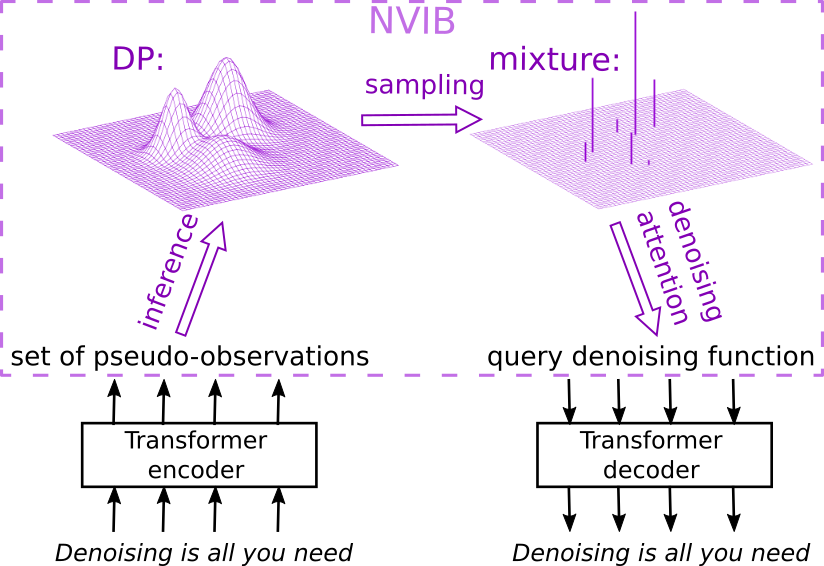 NVIB
DP:
mixture:
sampling
inference
denoising
attention
set of pseudo-observations
query denoising function
Transformer
encoder
Transformer
decoder
Denoising is all you need
Denoising is all you need